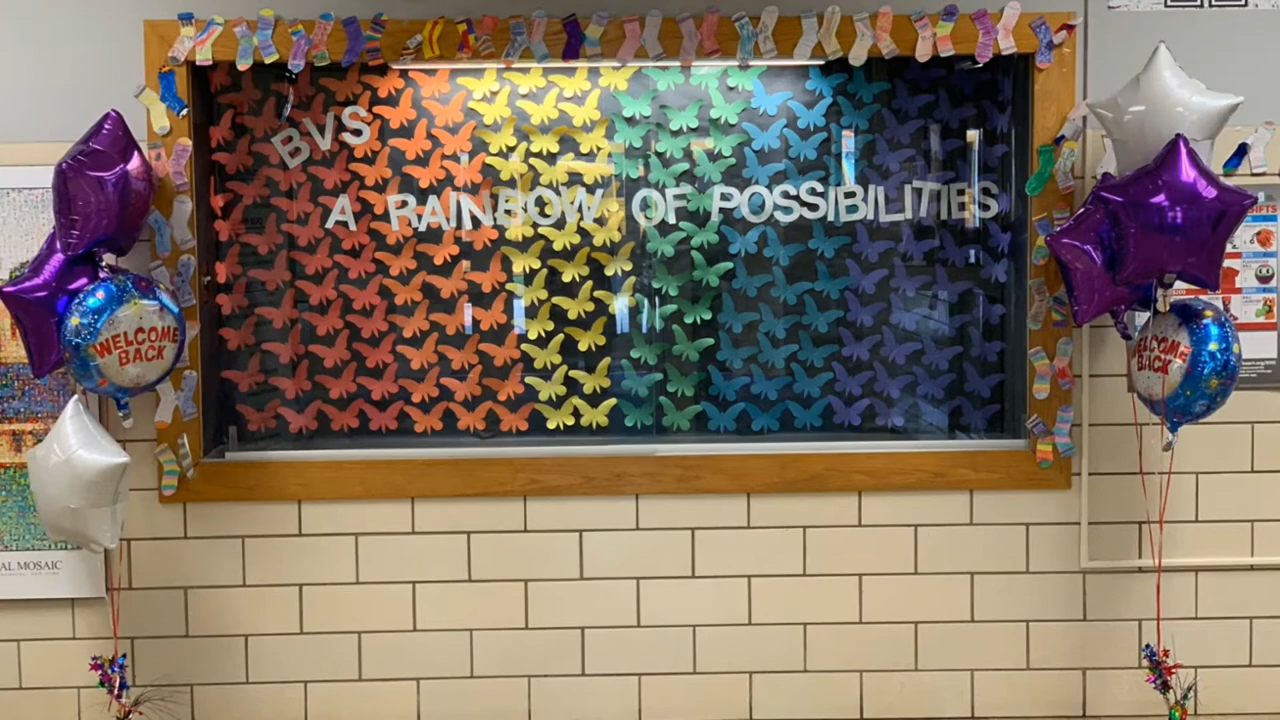 BVS
A RAINBOW OF POSSIBILITIES
WELCOME
BACK
WELCOME
BACK
AL MOSAIC
GIFTS